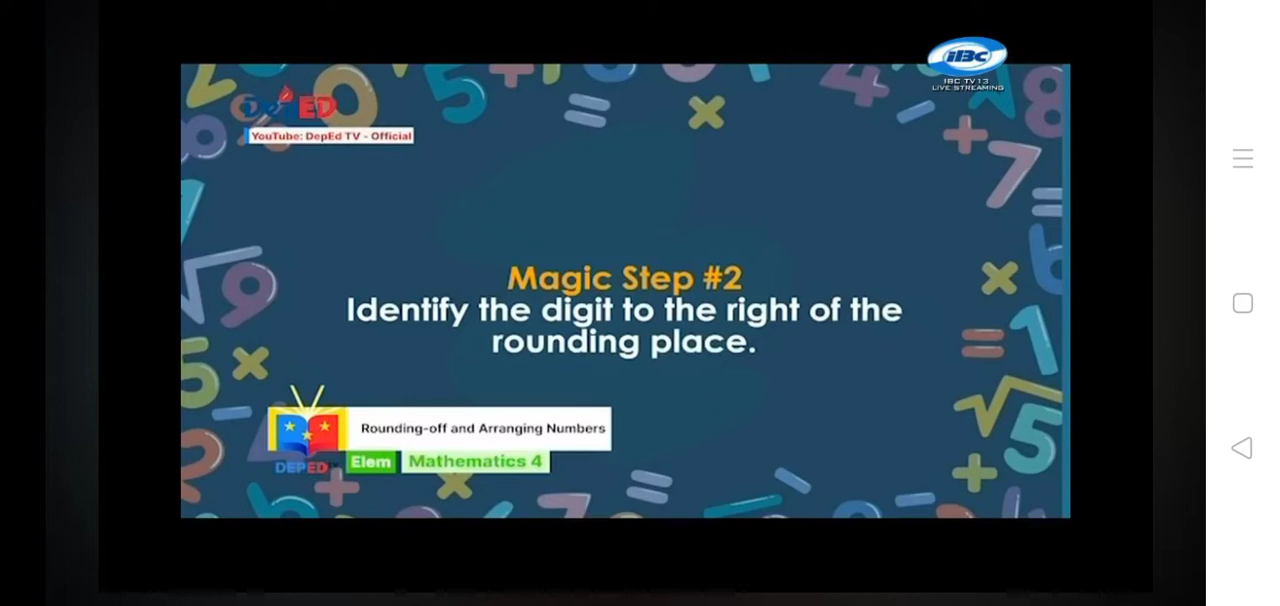 iBC
IBC TV13
LIVE STREAMING
DepED
YouTube: DepEd TV - Official
Magic Step #2
Identify the digit to the right of the
rounding place.
Rounding-off and Arranging Numbers
DEPED
Elem Mathematics 4